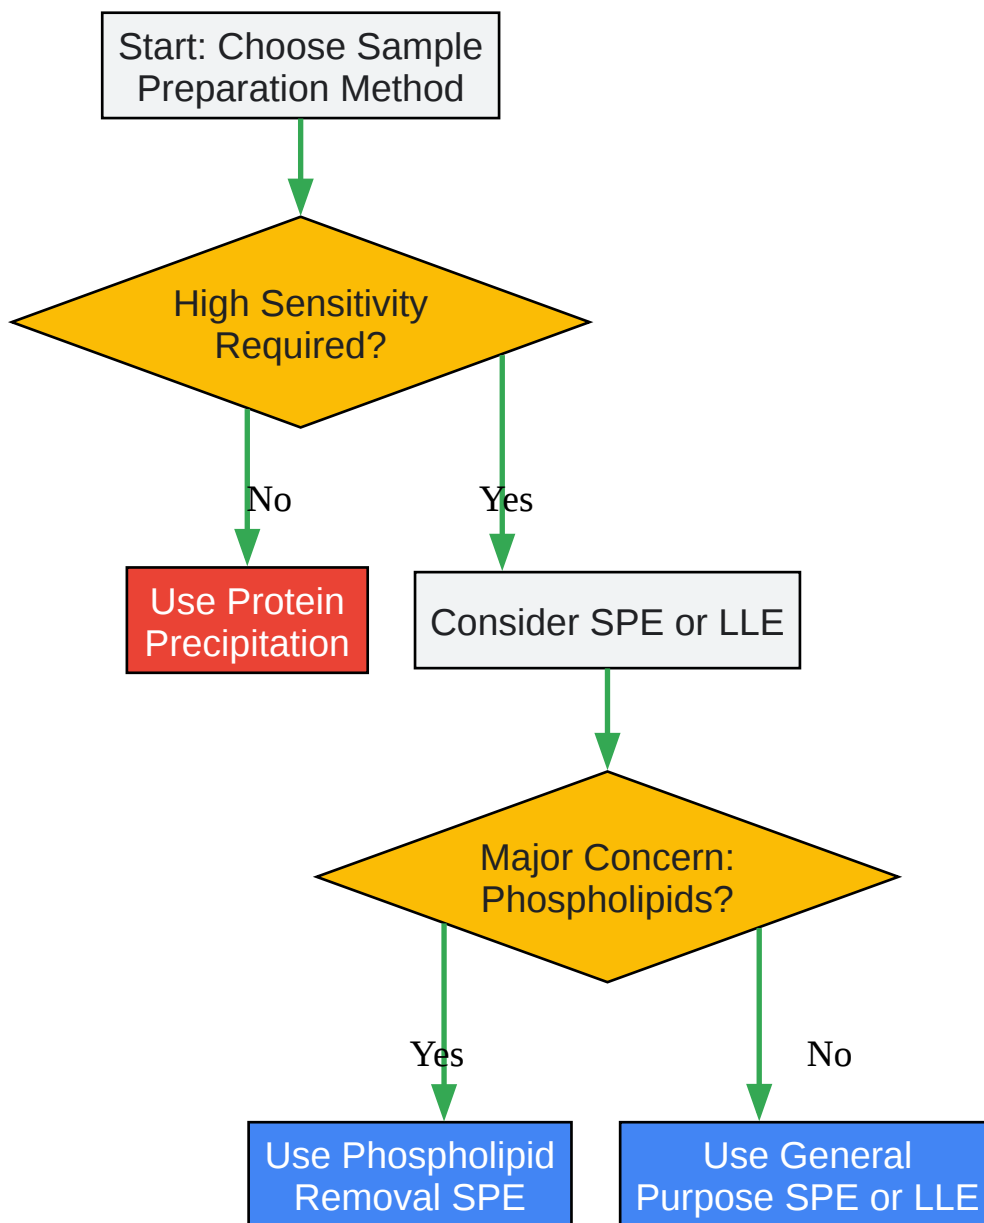 Start: Choose Sample
Preparation Method
High Sensitivity
Required?
No
Yes
Use Protein
Precipitation
Consider SPE or LLE
Major Concern:
Phospholipids?
Yes
No
Use Phospholipid
Removal SPE
Use General
Purpose SPE or LLE